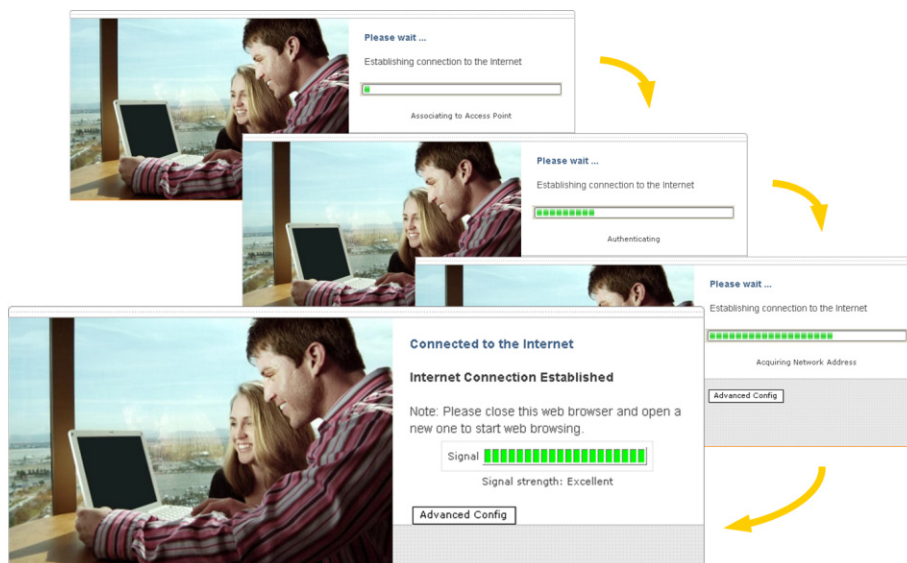 Please wait ...
Establishing connection to the Internet
Associating to Access Point
Please wait ...
Establishing connection to the Internet
Authenticating
Please wait ...
Establishing connection to the Internet
Acquiring Network Address
Advanced Config
Connected to the Internet
Internet Connection Established
Note: Please close this web browser and open a
new one to start web browsing.
Signal
Signal strength: Excellent
Advanced Config